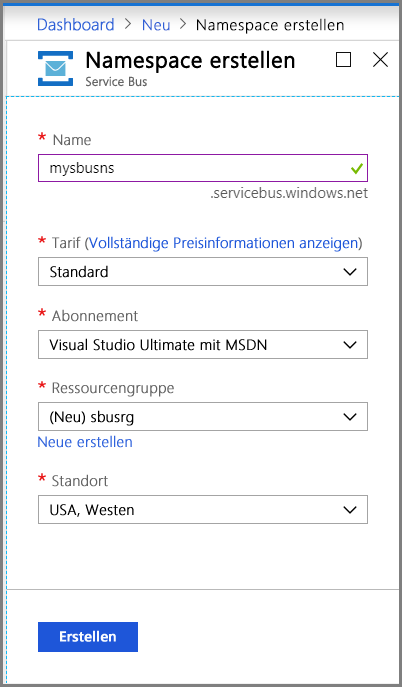 Dashboard > Neu > Namespace erstellen
Namespace erstellen
Service Bus
* Name
mysbusns
.servicebus.windows.net
* Tarif (Vollständige Preisinformationen anzeigen)
Standard
* Abonnement
Visual Studio Ultimate mit MSDN
* Ressourcengruppe
(Neu) sbusrg
Neue erstellen
* Standort
USA, Westen
Erstellen